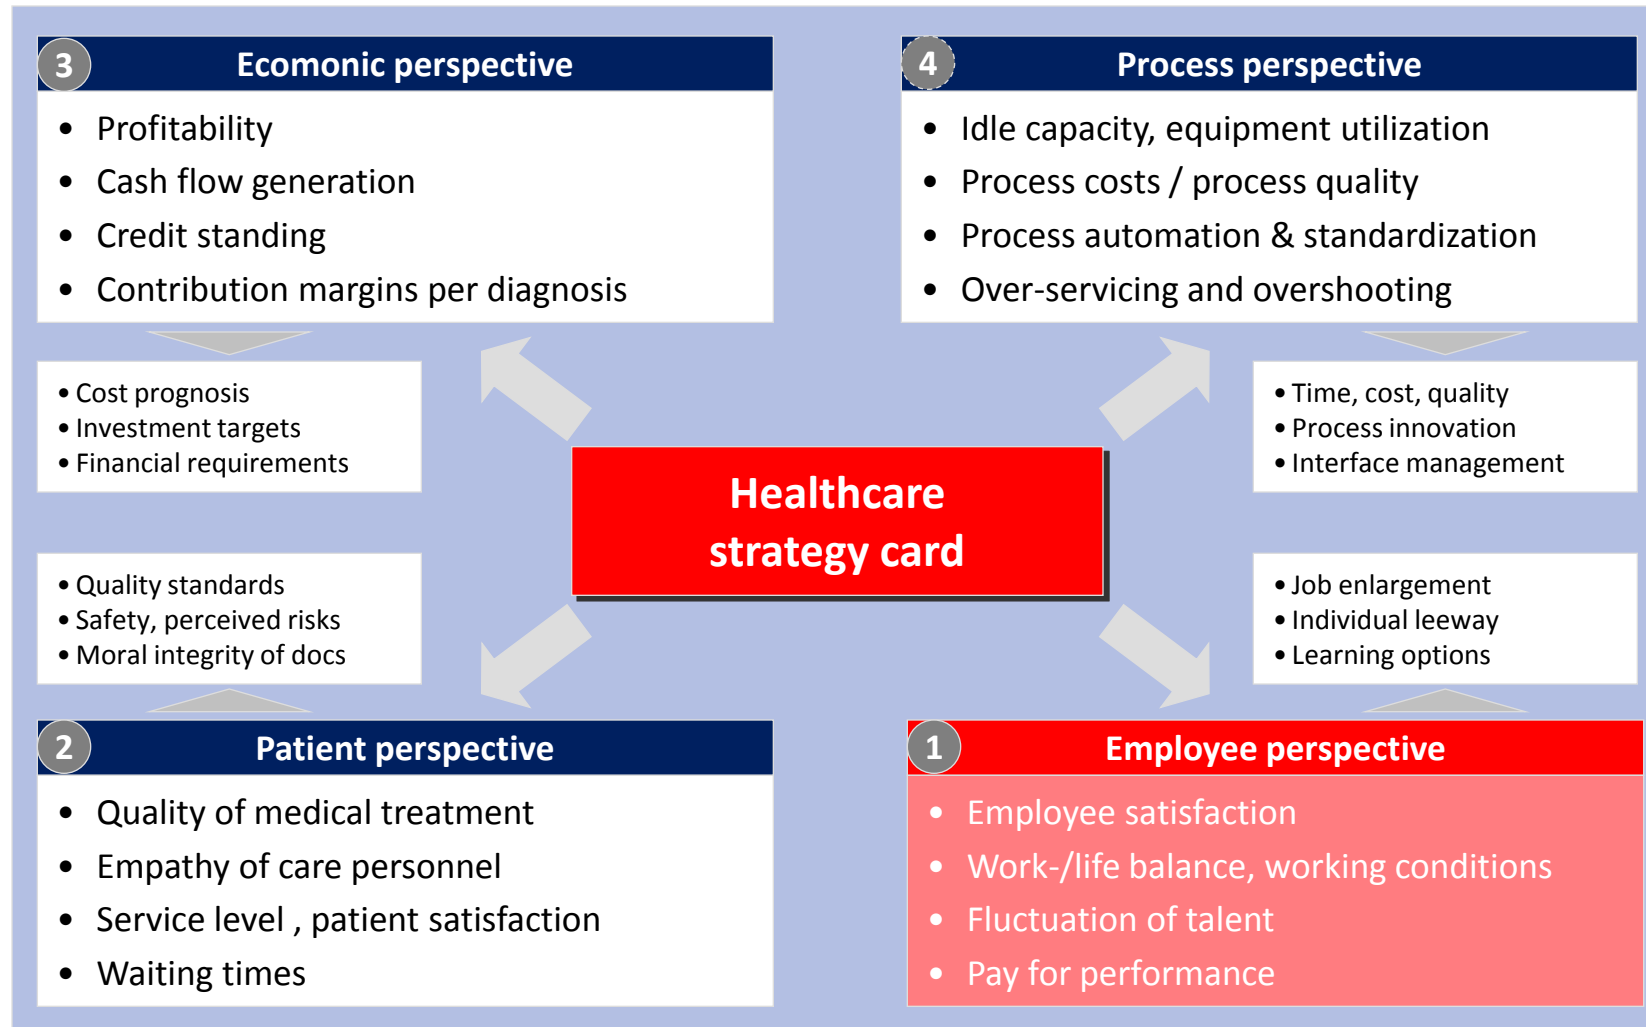 3
Ecomonic perspective
• Profitability
• Cash flow generation
• Credit standing
• Contribution margins per diagnosis
• Cost prognosis
• Investment targets
• Financial requirements
4
Process perspective
• Idle capacity, equipment utilization
• Process costs / process quality
• Process automation & standardization
• Over-servicing and overshooting
• Time, cost, quality
• Process innovation
• Interface management
Healthcare
strategy card
• Quality standards
• Safety, perceived risks
• Moral integrity of docs
2
Patient perspective
• Quality of medical treatment
• Empathy of care personnel
• Service level , patient satisfaction
• Waiting times
• Job enlargement
• Individual leeway
• Learning options
1
Employee perspective
• Employee satisfaction
• Work-/life balance, working conditions
• Fluctuation of talent
• Pay for performance